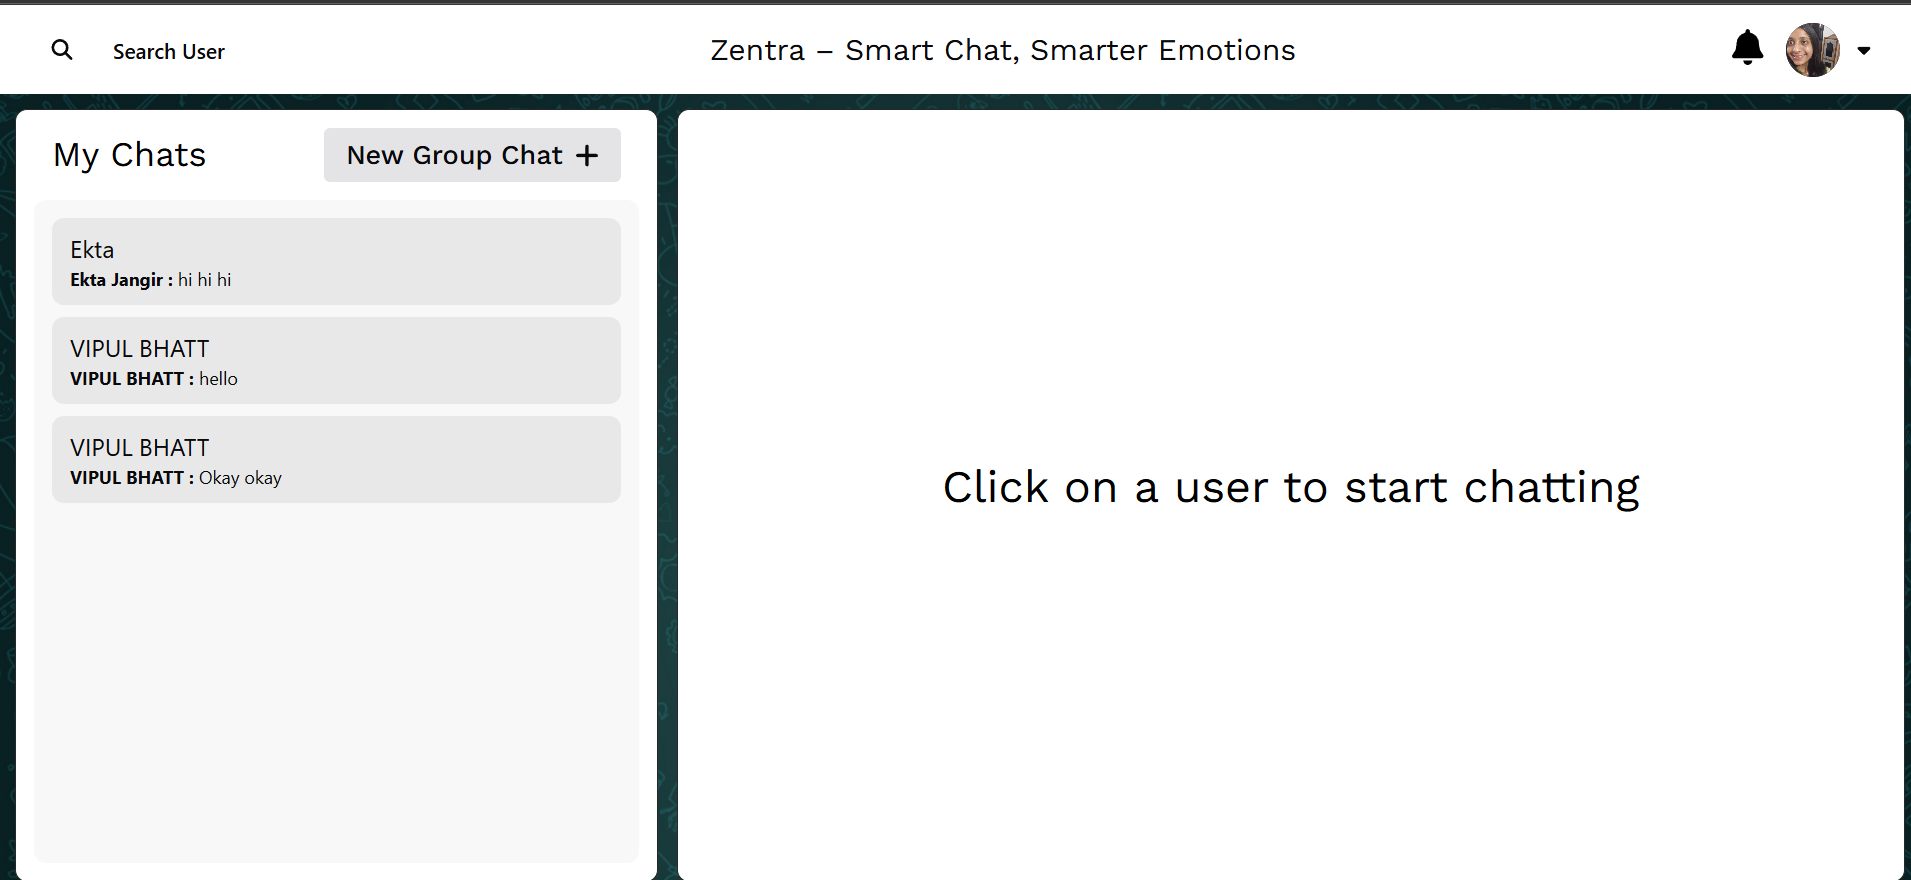 Search User
Zentra – Smart Chat, Smarter Emotions
My Chats
New Group Chat
Ekta
Ekta Jangir : hi hi hi
VIPUL BHATT
VIPUL BHATT : hello
VIPUL BHATT
VIPUL BHATT : Okay okay
Click on a user to start chatting